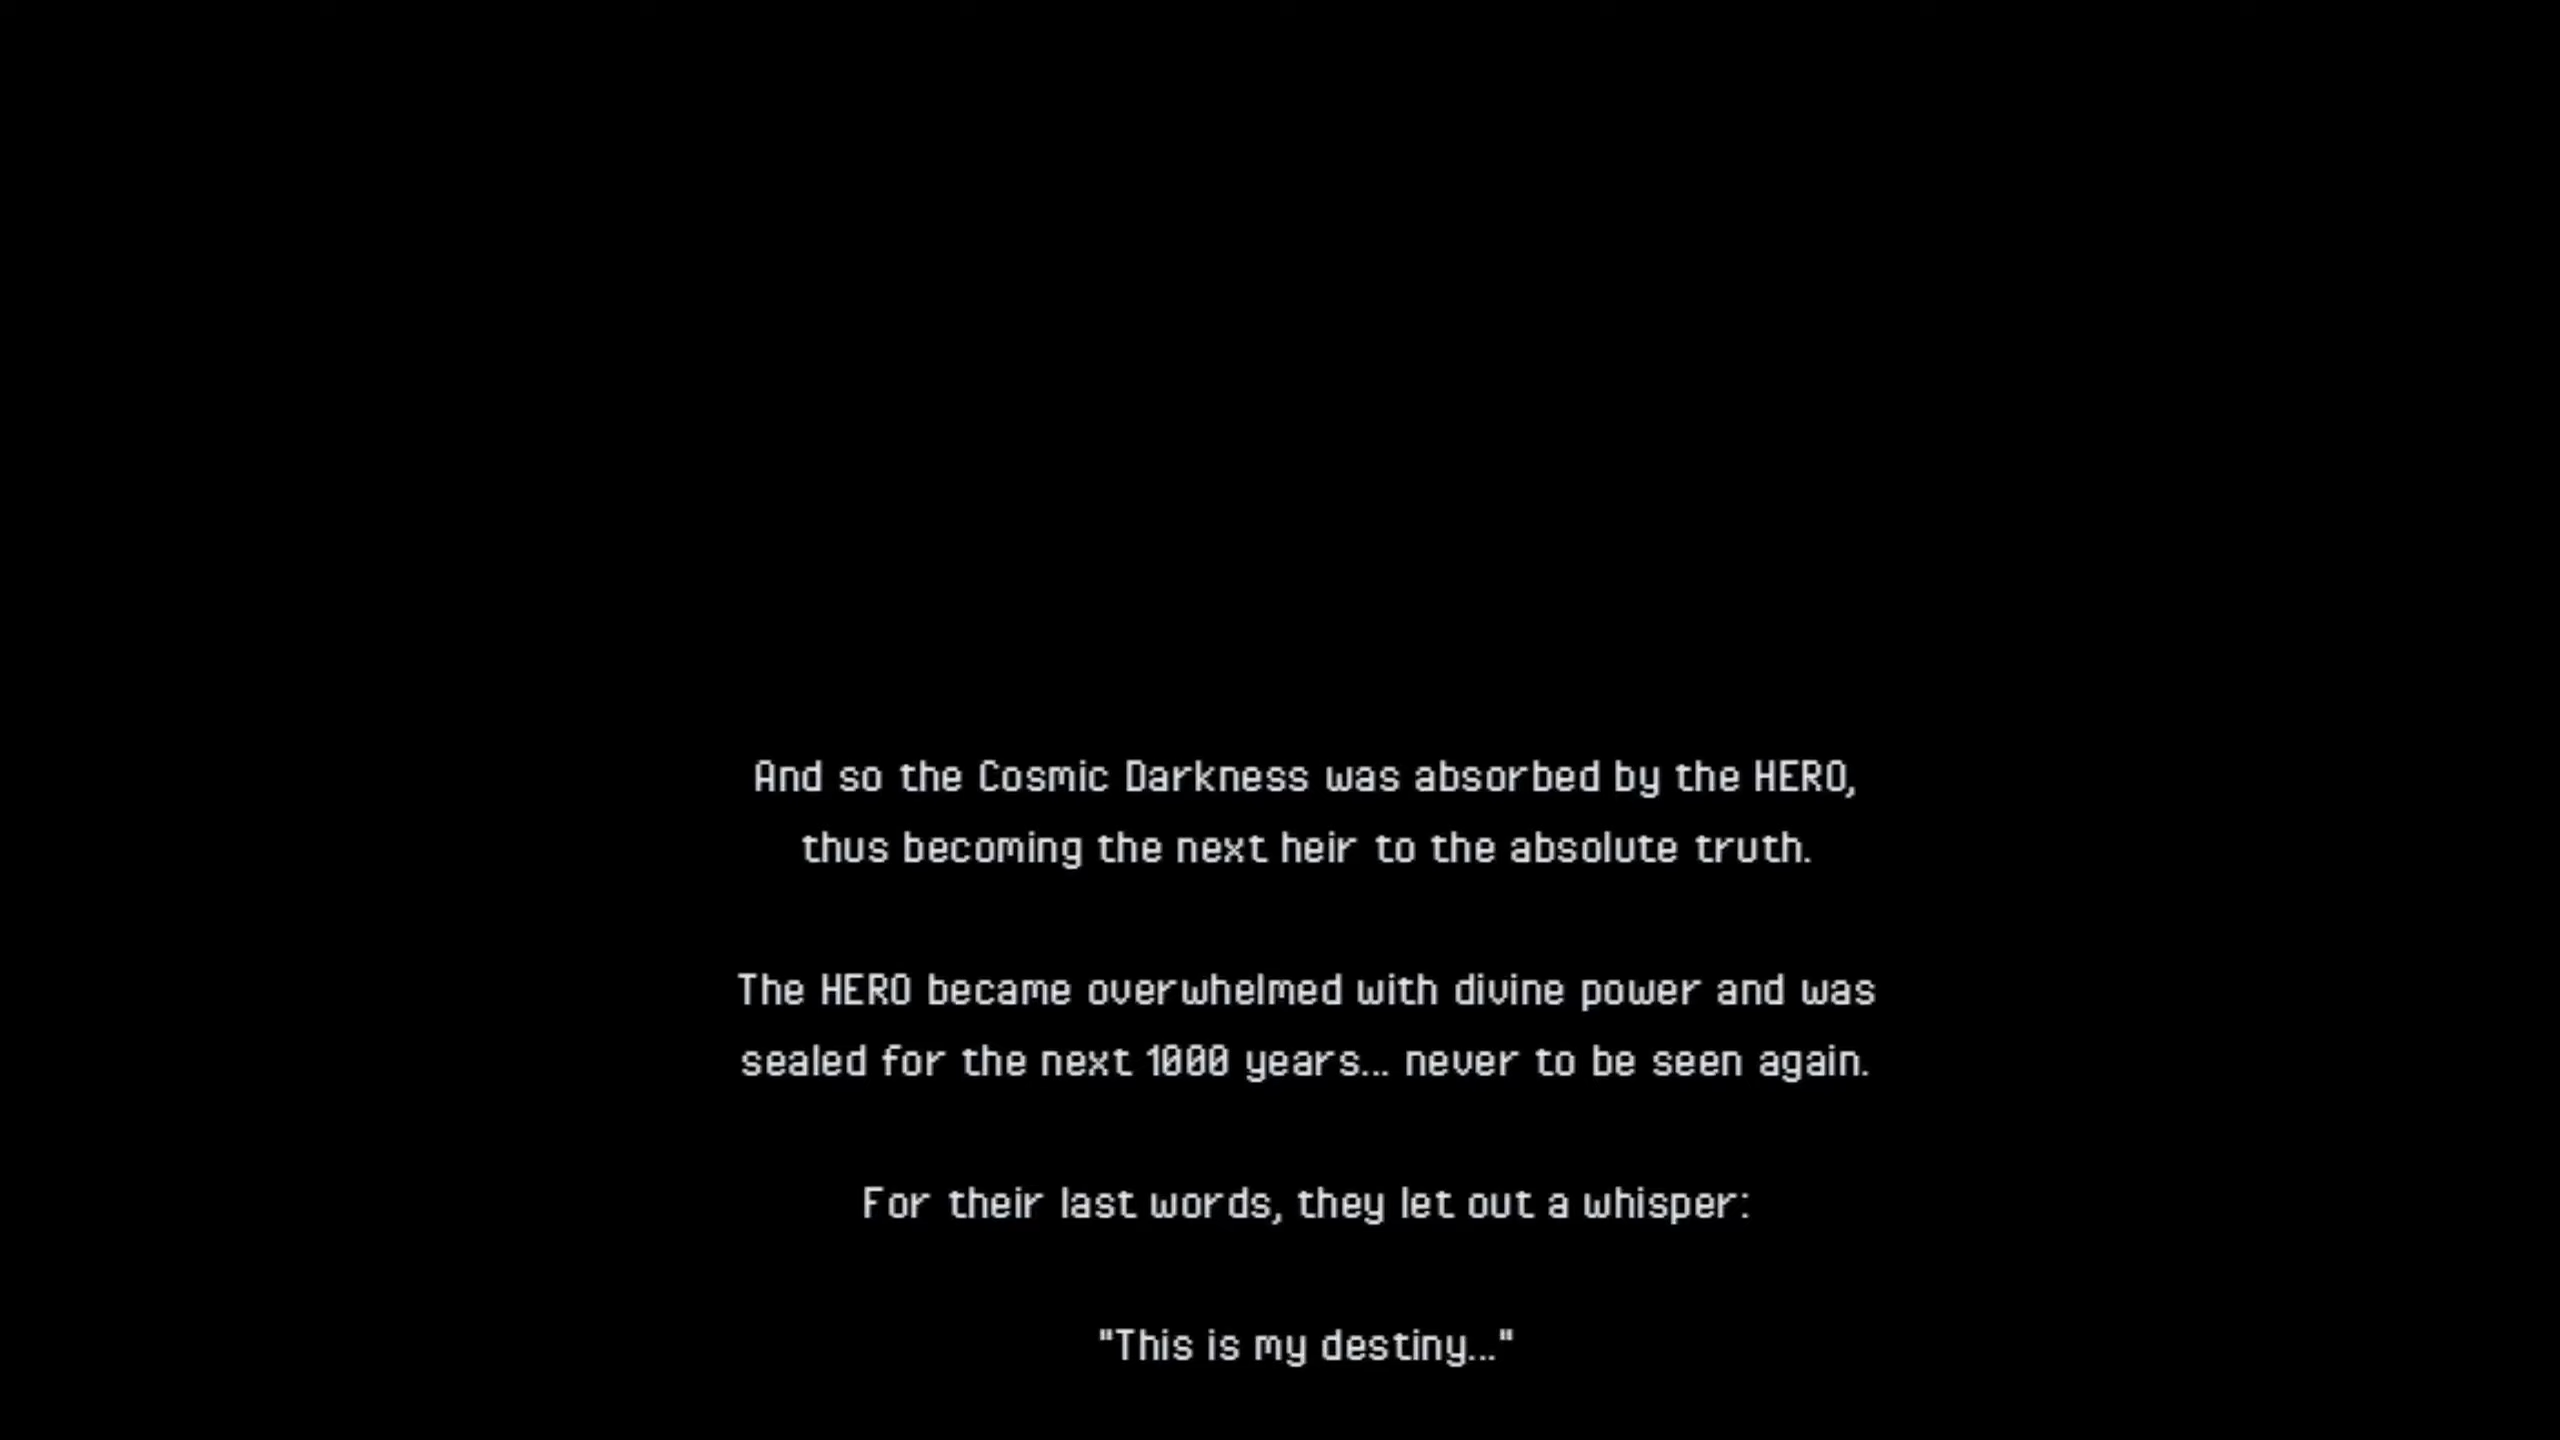 And so the Cosmic Darkness was absorbed by the HERO,
thus becoming the next heir to the absolute truth.
The HERO became overwhelmed with divine power and was
sealed for the next 1000 years... never to be seen again.
For their last words, they let out a whisper:
"This is my destiny..."